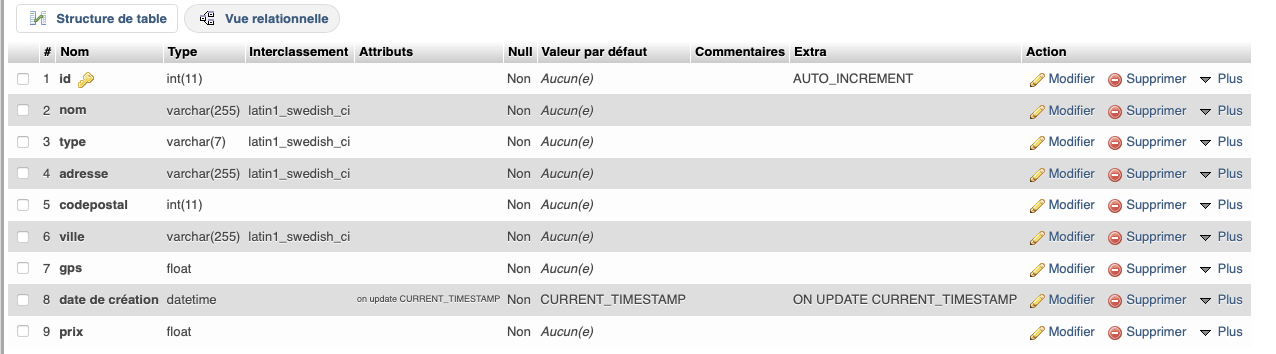 Structure de table Vue relationnelle
# Nom Type Interclassement Attributs Null Valeur par défaut Commentaires Extra Action
1 id int(11) Non Aucun(e) AUTO_INCREMENT Modifier Supprimer Plus
2 nom varchar(255) latin1_swedish_ci Non Aucun(e) Modifier Supprimer Plus
3 type varchar(7) latin1_swedish_ci Non Aucun(e) Modifier Supprimer Plus
4 adresse varchar(255) latin1_swedish_ci Non Aucun(e) Modifier Supprimer Plus
5 codepostal int(11) Non Aucun(e) Modifier Supprimer Plus
6 ville varchar(255) latin1_swedish_ci Non Aucun(e) Modifier Supprimer Plus
7 gps float Non Aucun(e) Modifier Supprimer Plus
8 date de création datetime on update CURRENT_TIMESTAMP Non CURRENT_TIMESTAMP ON UPDATE CURRENT_TIMESTAMP Modifier Supprimer Plus
9 prix float Non Aucun(e) Modifier Supprimer Plus